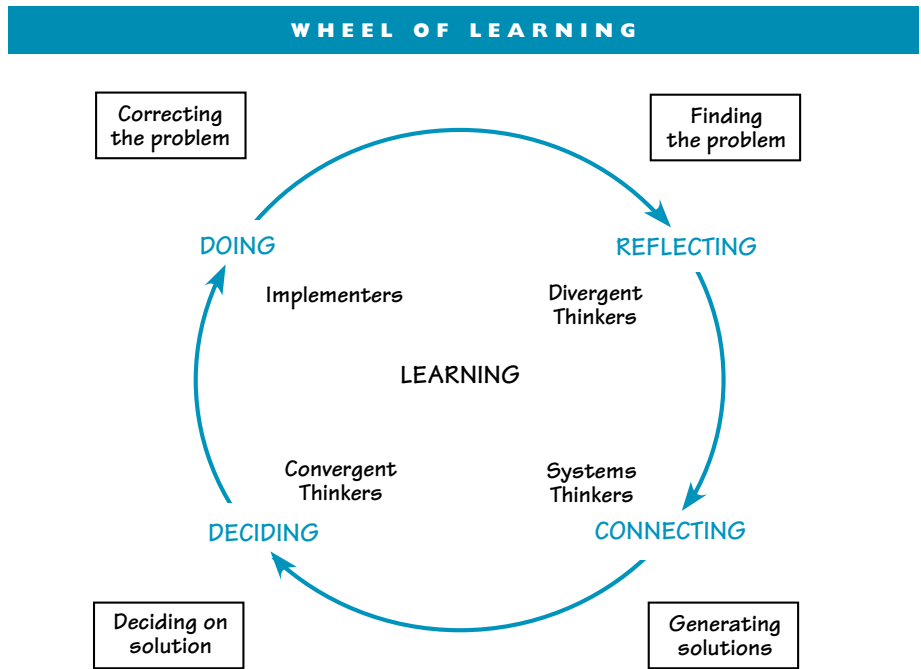 WHEEL OF LEARNING
Correcting
the problem
Finding
the problem
DOING
REFLECTING
Implementers
Divergent
Thinkers
LEARNING
Convergent
Thinkers
Systems
Thinkers
DECIDING
CONNECTING
Deciding on
solution
Generating
solutions